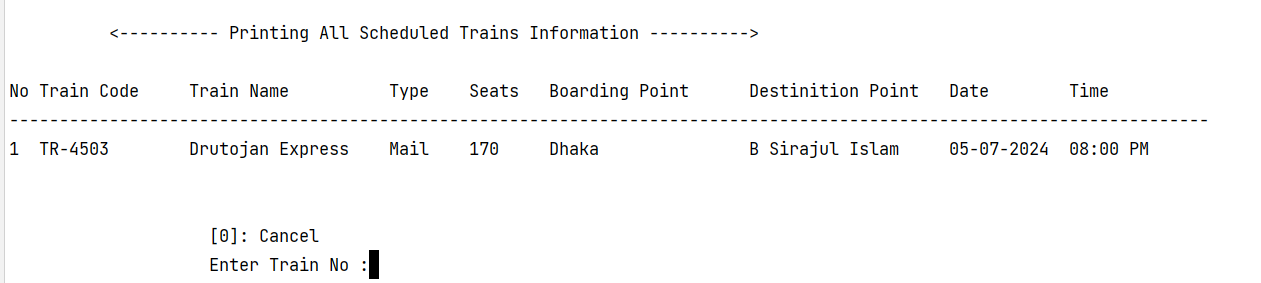 <---------- Printing All Scheduled Trains Information ---------->
No Train Code     Train Name          Type    Seats   Boarding Point      Destinition Point   Date        Time
------------------------------------------------------------------------------------------------------------------------
1  TR-4503        Drutojan Express    Mail    170     Dhaka               B Sirajul Islam     05-07-2024  08:00 PM
[0]: Cancel
Enter Train No :